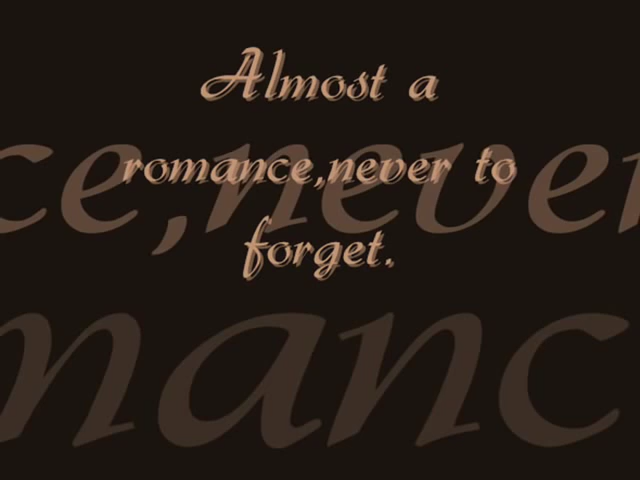 Almost a
romance,never to
forget.
ce,never
manc